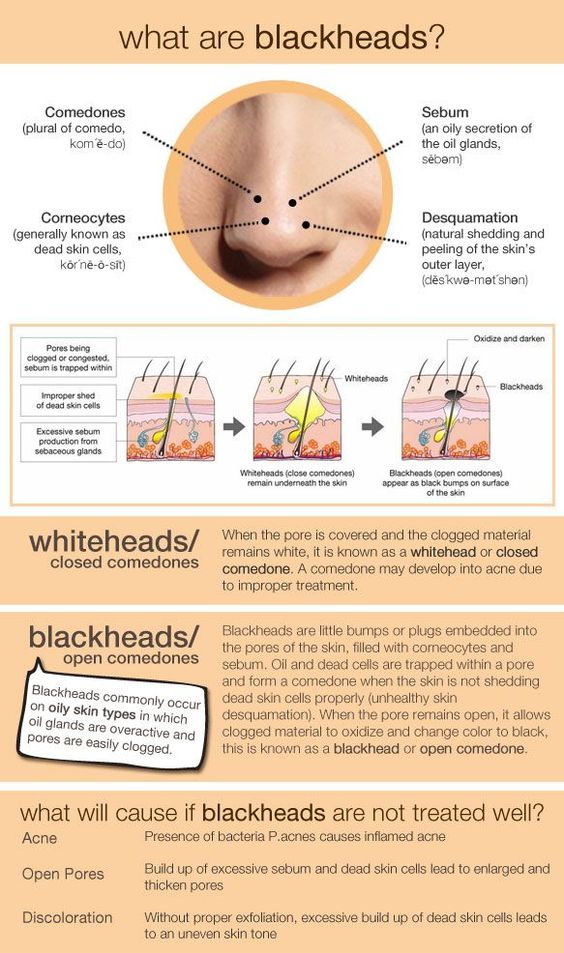 what are blackheads?
Comedones
(plural of comedo,
kom´ĕ-do)
Sebum
(an oily secretion of
the oil glands,
sēbəm)
Corneocytes
(generally known as
dead skin cells,
kōr´nē-ō-sīt)
Desquamation
(natural shedding and
peeling of the skin's
outer layer,
(dĕs´kwə-mət´shən)
Pores being
clogged or congested,
sebum is trapped within
Improper shed
of dead skin cells
Excessive sebum
production from
sebaceous glands
Whiteheads
Whiteheads (close comedones)
remain underneath the skin
Oxidize and darken
Blackheads
Blackheads (open comedones)
appear as black bumps on surface
of the skin
whiteheads/
closed comedones
When the pore is covered and the clogged material
remains white, it is known as a whitehead or closed
comedone. A comedone may develop into acne due
to improper treatment.
blackheads/
open comedones
Blackheads commonly occur
on oily skin types in which
oil glands are overactive and
pores are easily clogged.
Blackheads are little bumps or plugs embedded into
the pores of the skin, filled with corneocytes and
sebum. Oil and dead cells are trapped within a pore
and form a comedone when the skin is not shedding
dead skin cells properly (unhealthy skin
desquamation). When the pore remains open, it allows
clogged material to oxidize and change color to black,
this is known as a blackhead or open comedone.
what will cause if blackheads are not treated well?
Acne
Presence of bacteria P.acnes causes inflamed acne
Open Pores
Build up of excessive sebum and dead skin cells lead to enlarged and
thicken pores
Discoloration
Without proper exfoliation, excessive build up of dead skin cells leads
to an uneven skin tone